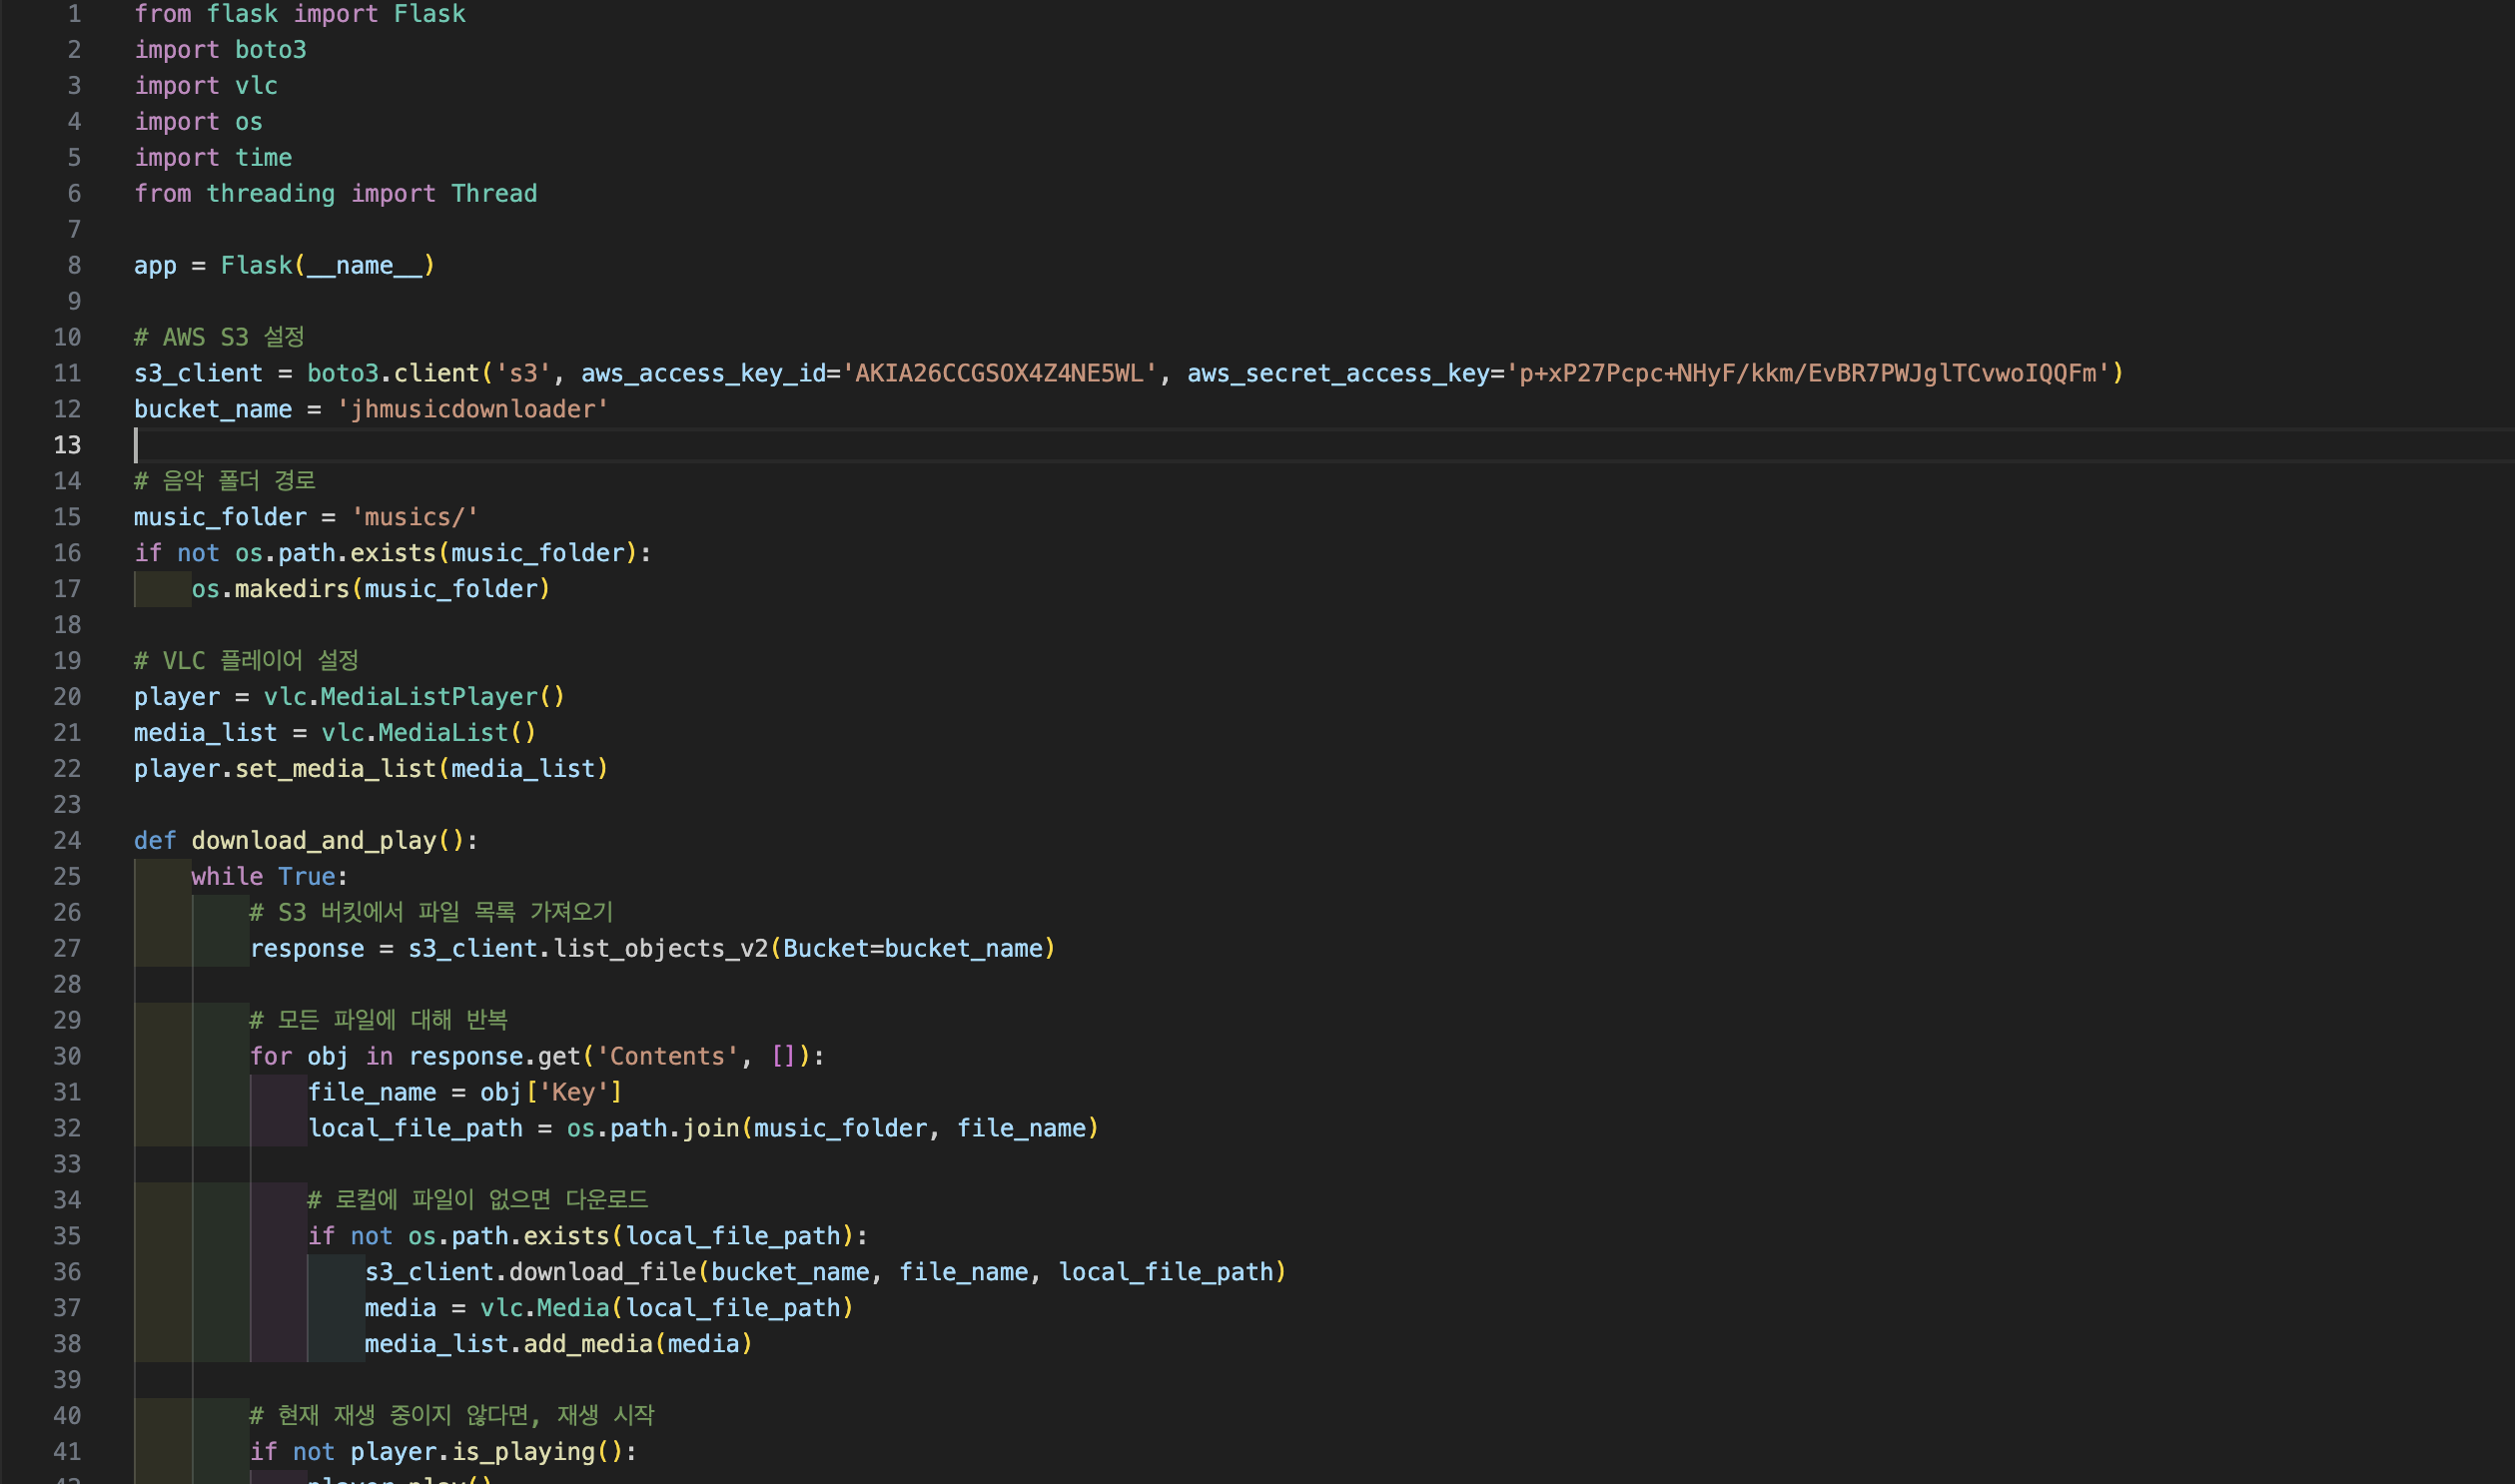 1 from flask import Flask
2 import boto3
3 import vlc
4 import os
5 import time
6 from threading import Thread
7
8 app = Flask(__name__)
9
10 # AWS S3 설정
11 s3_client = boto3.client('s3', aws_access_key_id='AKIA26CCGSOX4Z4NE5WL', aws_secret_access_key='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')
12 bucket_name = 'jhmusicdownloader'
13
14 # 음악 폴더 경로
15 music_folder = 'musics/'
16 if not os.path.exists(music_folder):
17     os.makedirs(music_folder)
18
19 # VLC 플레이어 설정
20 player = vlc.MediaListPlayer()
21 media_list = vlc.MediaList()
22 player.set_media_list(media_list)
23
24 def download_and_play():
25     while True:
26         # S3 버킷에서 파일 목록 가져오기
27         response = s3_client.list_objects_v2(Bucket=bucket_name)
28
29         # 모든 파일에 대해 반복
30         for obj in response.get('Contents', []):
31             file_name = obj['Key']
32             local_file_path = os.path.join(music_folder, file_name)
33
34             # 로컬에 파일이 없으면 다운로드
35             if not os.path.exists(local_file_path):
36                 s3_client.download_file(bucket_name, file_name, local_file_path)
37                 media = vlc.Media(local_file_path)
38                 media_list.add_media(media)
39
40         # 현재 재생 중이지 않다면, 재생 시작
41         if not player.is_playing():
42             player.play()